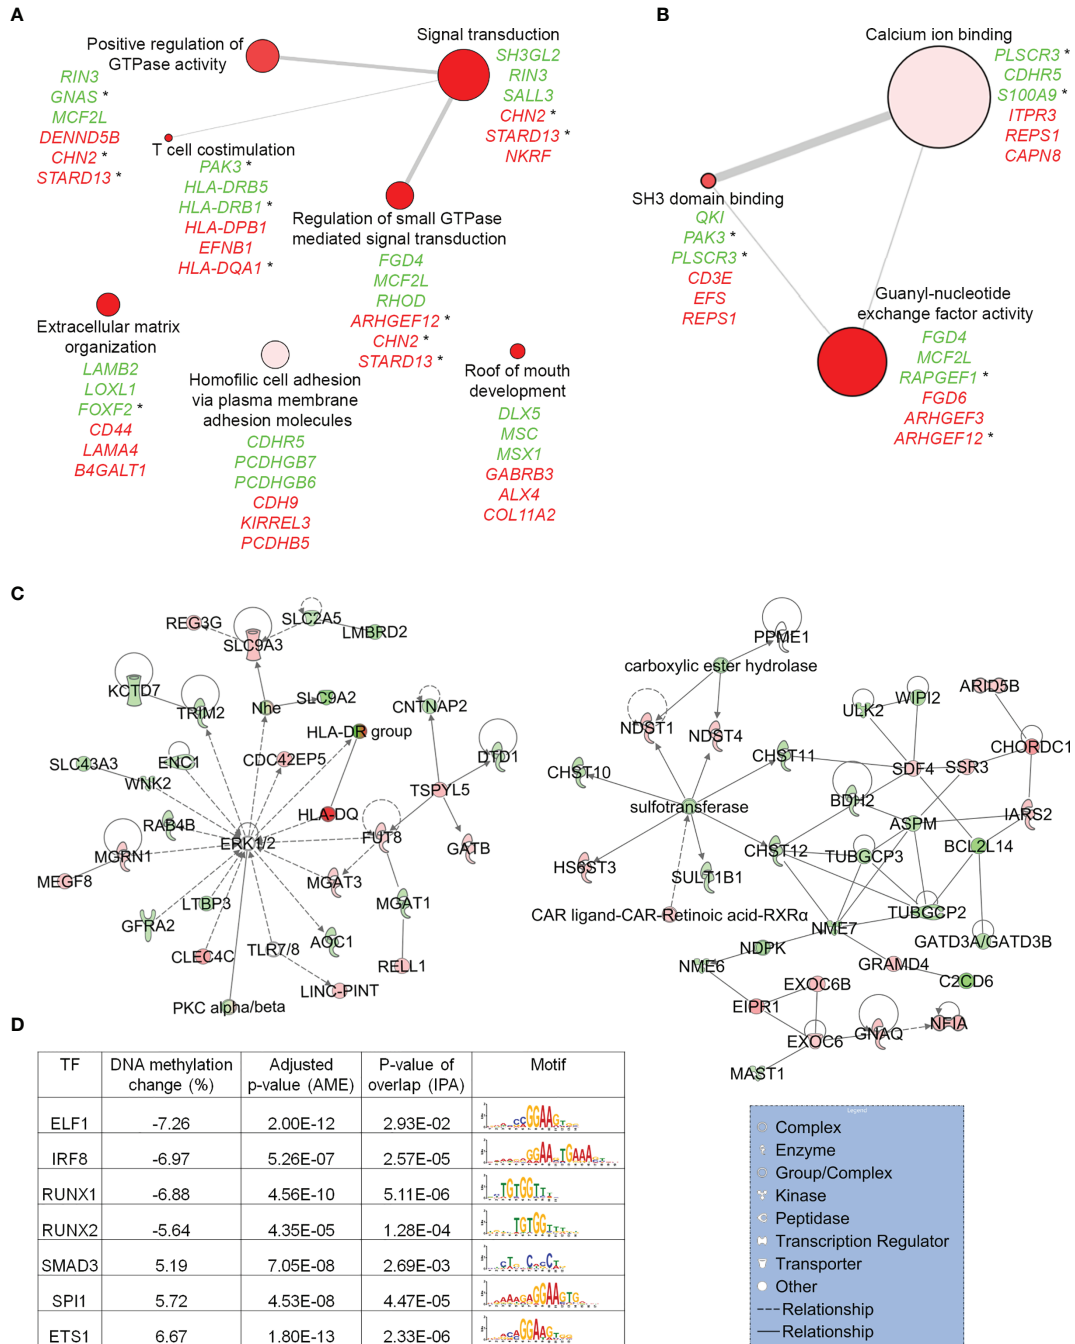 A
Positive regulation of
GTPase activity
RIN3
GNAS *
MCF2L
DENND5B
CHN2 *
STARD13 *
Signal transduction
SH3GL2
RIN3
SALL3
CHN2 *
STARD13 *
NKRF
T cell costimulation
PAK3 *
HLA-DRB5
HLA-DRB1 *
HLA-DPB1
EFNB1
HLA-DQA1 *
Regulation of small GTPase
mediated signal transduction
FGD4
MCF2L
RHOD
ARHGEF12 *
CHN2 *
STARD13 *
Extracellular matrix
organization
LAMB2
LOXL1
FOXF2 *
CD44
LAMA4
B4GALT1
Homofilic cell adhesion
via plasma membrane
adhesion molecules
CDHR5
PCDHGB7
PCDHGB6
CDH9
KIRREL3
PCDHB5
Roof of mouth
development
DLX5
MSC
MSX1
GABRB3
ALX4
COL11A2
B
Calcium ion binding
PLSCR3 *
CDHR5
S100A9 *
ITPR3
REPS1
CAPN8
SH3 domain binding
QKI
PAK3 *
PLSCR3 *
CD3E
EFS
REPS1
Guanyl-nucleotide
exchange factor activity
FGD4
MCF2L
RAPGEF1 *
FGD6
ARHGEF3
ARHGEF12 *
C
REG3G
SLC2A5
LMBRD2
SLC9A3
KCTD7
TRIM2
Nhe
SLC9A2
HLA-DR group
CNTNAP2
SLC43A3
ENC1
CDC42EP5
DTD1
WNK2
TSPYL5
HLA-DQ
RAB4B
ERK1/2
FUT8
GATB
MGRN1
MEGF8
MGAT3
LTBP3
MGAT1
GFRA2
CLEC4C
TLR7/8
AOC1
RELL1
LINC-PINT
PKC alpha/beta
PPME1
carboxylic ester hydrolase
NDST1
NDST4
CHST11
CHST10
sulfotransferase
HS6ST3
SULT1B1
CHST12
CAR ligand-CAR-Retinoic acid-RXRα
ULK2
WIPI2
ARID5B
CHORDC1
SDF4
SSR3
BDH2
IARS2
ASPM
TUBGCP3
BCL2L14
TUBGCP2
NME7
GATD3A/GATD3B
NDPK
NME6
GRAMD4
C2CD6
EXOC6B
EIPR1
EXOC6
GNAQ
NFIA
MAST1
D
TF DNA methylation change (%) Adjusted p-value (AME) P-value of overlap (IPA) Motif
ELF1 -7.26 2.00E-12 2.93E-02
IRF8 -6.97 5.26E-07 2.57E-05
RUNX1 -6.88 4.56E-10 5.11E-06
RUNX2 -5.64 4.35E-05 1.28E-04
SMAD3 5.19 7.05E-08 2.69E-03
SPI1 5.72 4.53E-08 4.47E-05
ETS1 6.67 1.80E-13 2.33E-06
Legend
Complex
Enzyme
Group/Complex
Kinase
Peptidase
Transcription Regulator
Transporter
Other
Relationship
Relationship